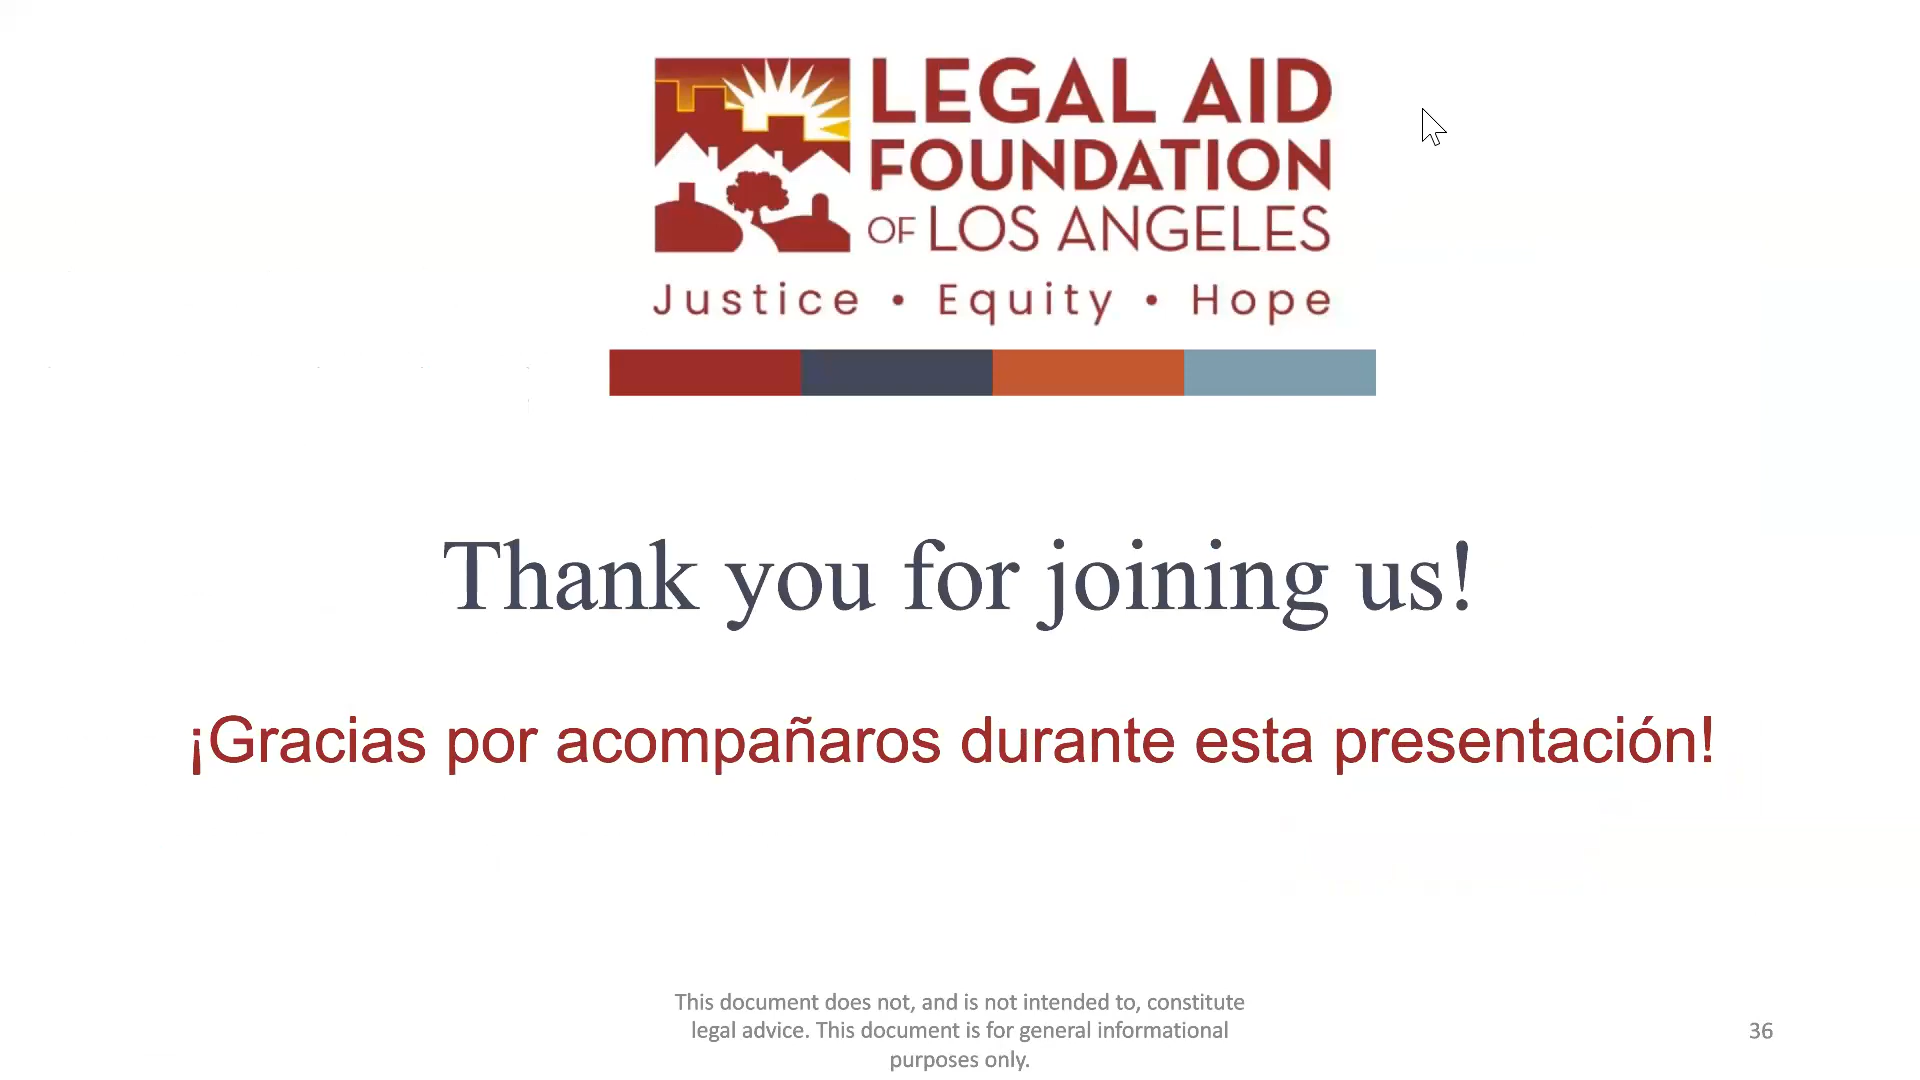 LEGAL AID
FOUNDATION
OF LOS ANGELES
Justice • Equity • Hope
Thank you for joining us!
¡Gracias por acompañaros durante esta presentación!
This document does not, and is not intended to, constitute
legal advice. This document is for general informational
purposes only.
36